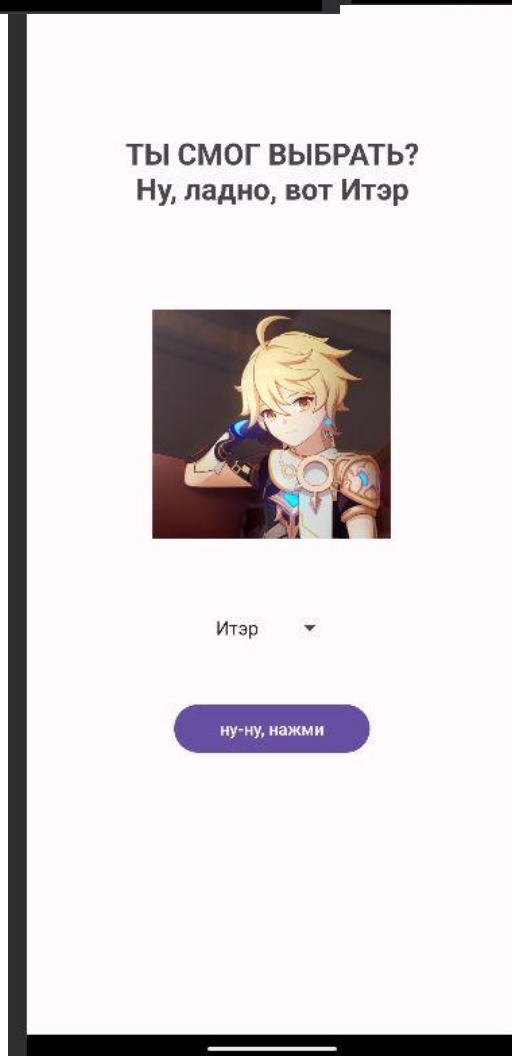 ТЫ СМОГ ВЫБРАТЬ?
Ну, ладно, вот Итэр
Итэр
ну-ну, нажми